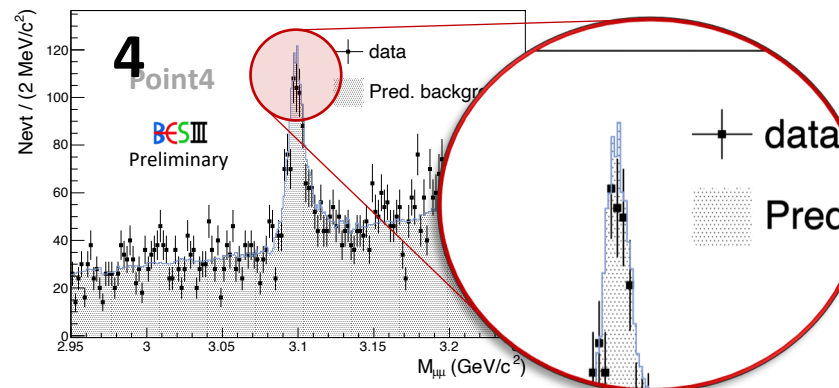 Nevt / (2 MeV/c²)
120
100
80
60
40
20
0
2.95
3
3.05
3.1
3.15
3.2
M_μμ (GeV/c²)
4
Point4
BESIII
Preliminary
data
Pred. backgr
data
Pred